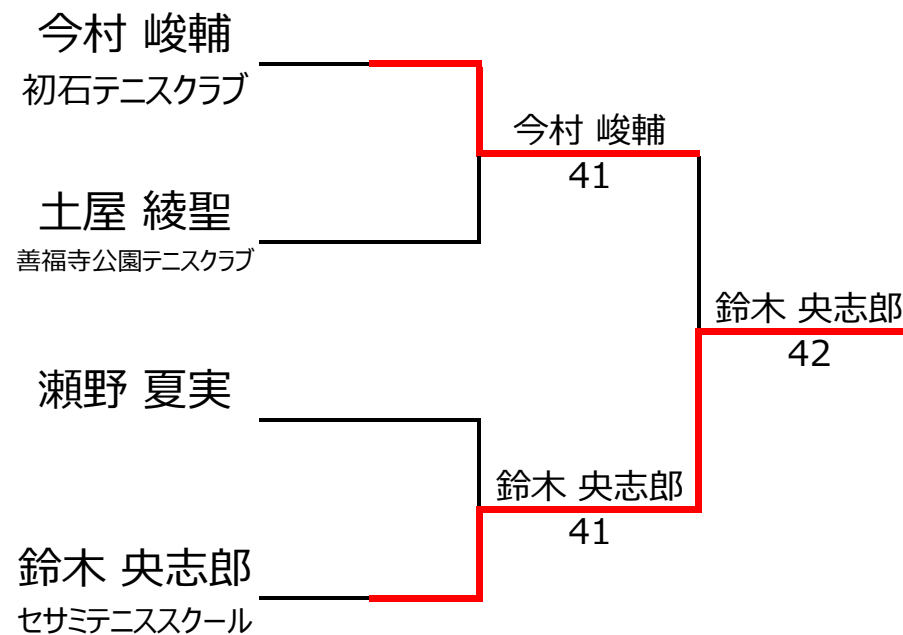 今村 峻輔
初石テニスクラブ
今村 峻輔
41
土屋 綾聖
善福寺公園テニスクラブ
鈴木 央志郎
42
瀬野 夏実
鈴木 央志郎
41
鈴木 央志郎
セサミテニススクール